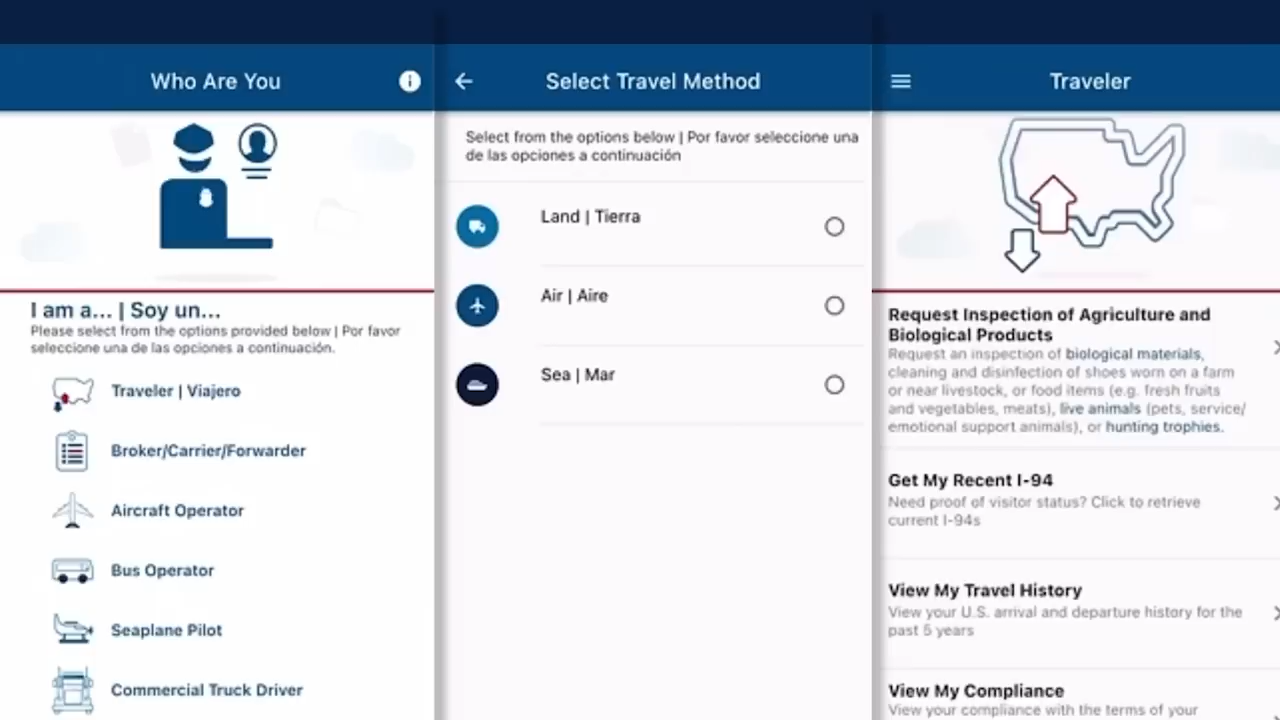 Who Are You
I am a... | Soy un...
Please select from the options provided below | Por favor
seleccione una de las opciones a continuación.
Traveler | Viajero
Broker/Carrier/Forwarder
Aircraft Operator
Bus Operator
Seaplane Pilot
Commercial Truck Driver
Select Travel Method
Select from the options below | Por favor seleccione una
de las opciones a continuación
Land | Tierra
Air | Aire
Sea | Mar
Traveler
Request Inspection of Agriculture and
Biological Products
Request an inspection of biological materials,
cleaning and disinfection of shoes worn on a farm
or near livestock, or food items (e.g. fresh fruits
and vegetables, meats), live animals (pets, service/
emotional support animals), or hunting trophies.
Get My Recent I-94
Need proof of visitor status? Click to retrieve
current I-94s
View My Travel History
View your U.S. arrival and departure history for the
past 5 years
View My Compliance
View your compliance with the terms of your